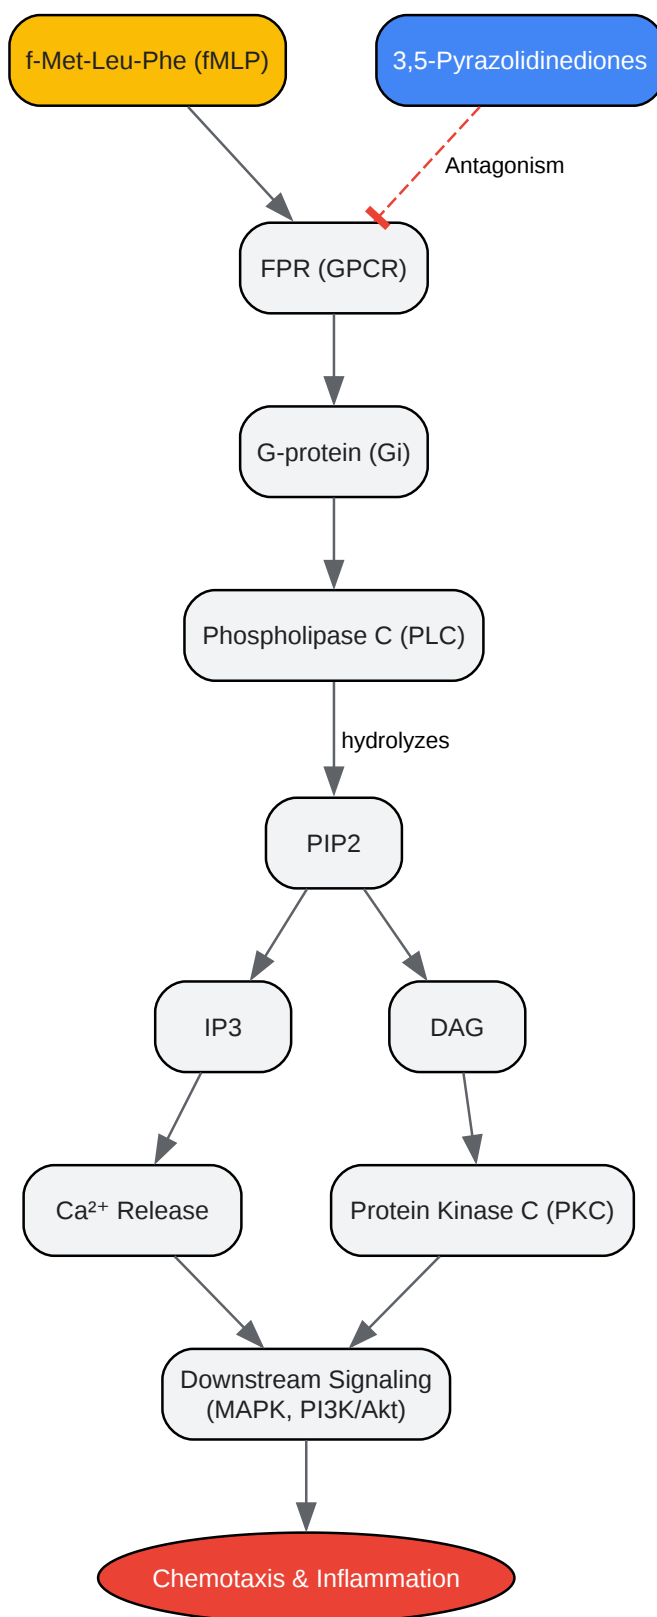 f-Met-Leu-Phe (fMLP)
3,5-Pyrazolidinediones
Antagonism
FPR (GPCR)
G-protein (Gi)
Phospholipase C (PLC)
hydrolyzes
PIP2
IP3
DAG
Ca²⁺ Release
Protein Kinase C (PKC)
Downstream Signaling
(MAPK, PI3K/Akt)
Chemotaxis & Inflammation